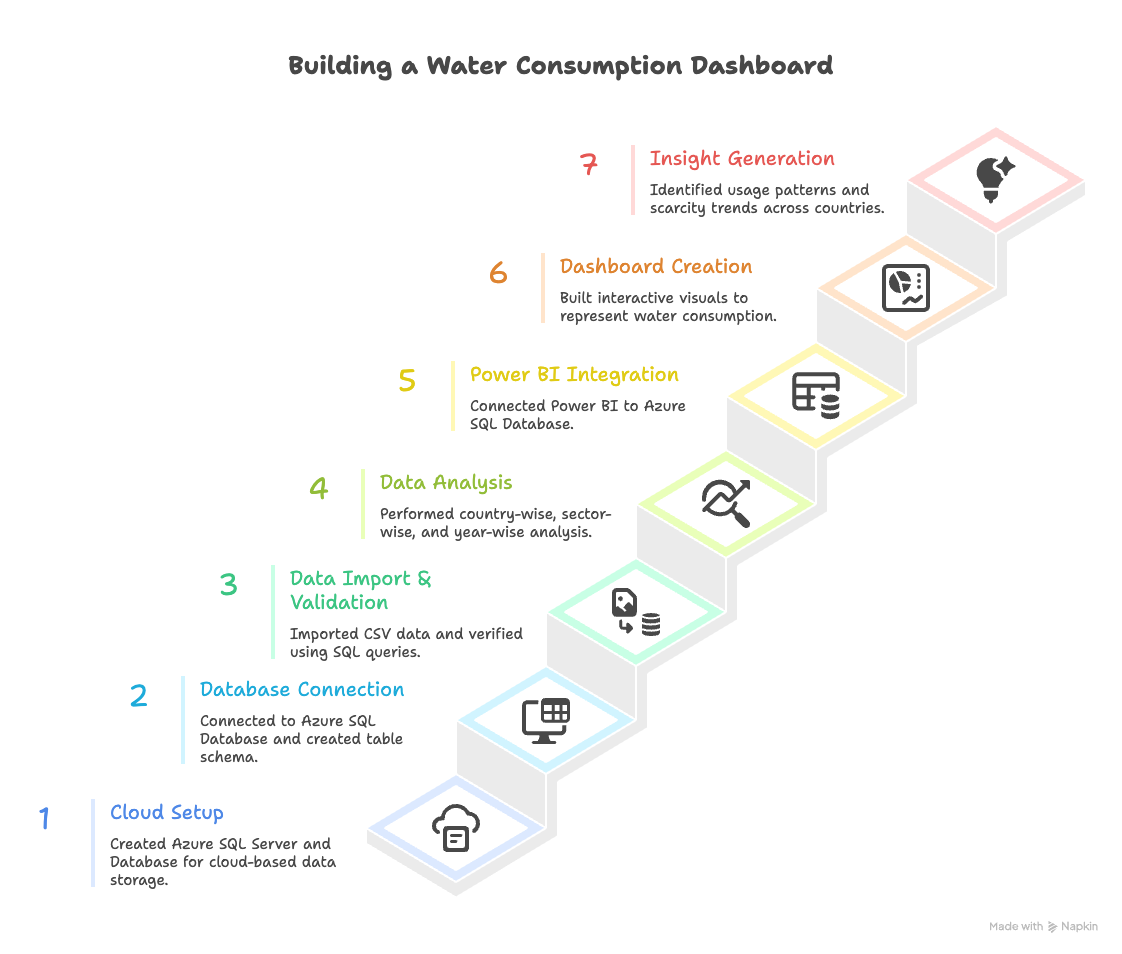 Building a Water Consumption Dashboard
7
Insight Generation
Identified usage patterns and
scarcity trends across countries.
6
Dashboard Creation
Built interactive visuals to
represent water consumption.
5
Power BI Integration
Connected Power BI to Azure
SQL Database.
4
Data Analysis
Performed country-wise, sector-
wise, and year-wise analysis.
3
Data Import &
Validation
Imported CSV data and verified
using SQL queries.
2
Database Connection
Connected to Azure SQL
Database and created table
schema.
1
Cloud Setup
Created Azure SQL Server and
Database for cloud-based data
storage.
Made with Napkin